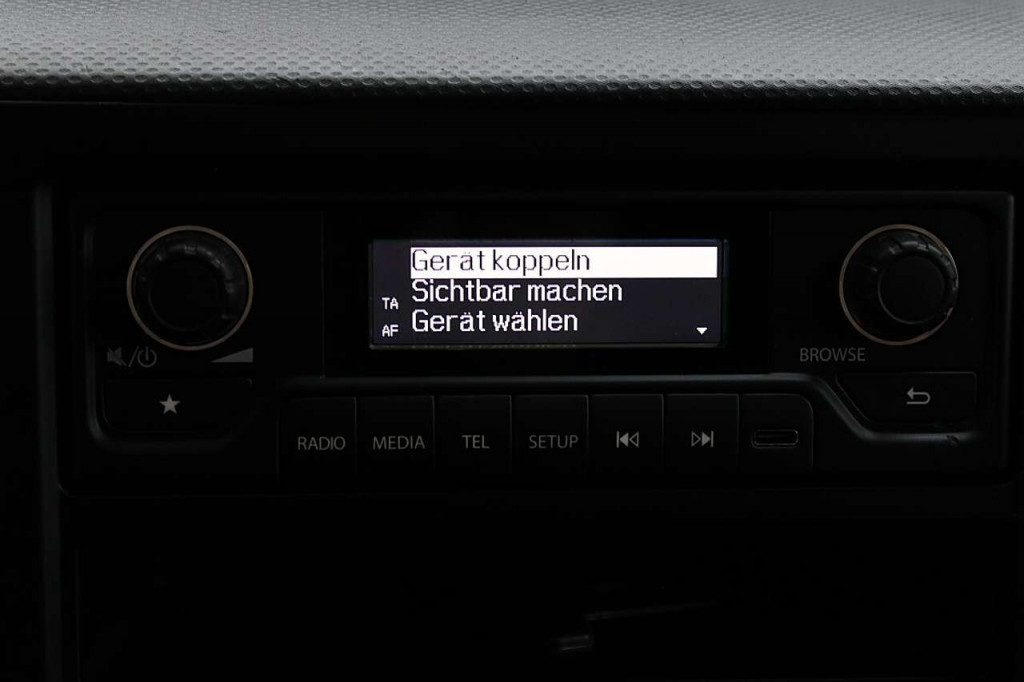 Gerät koppeln
TA Sichtbar machen
AF Gerät wählen
BROWSE
RADIO MEDIA TEL SETUP